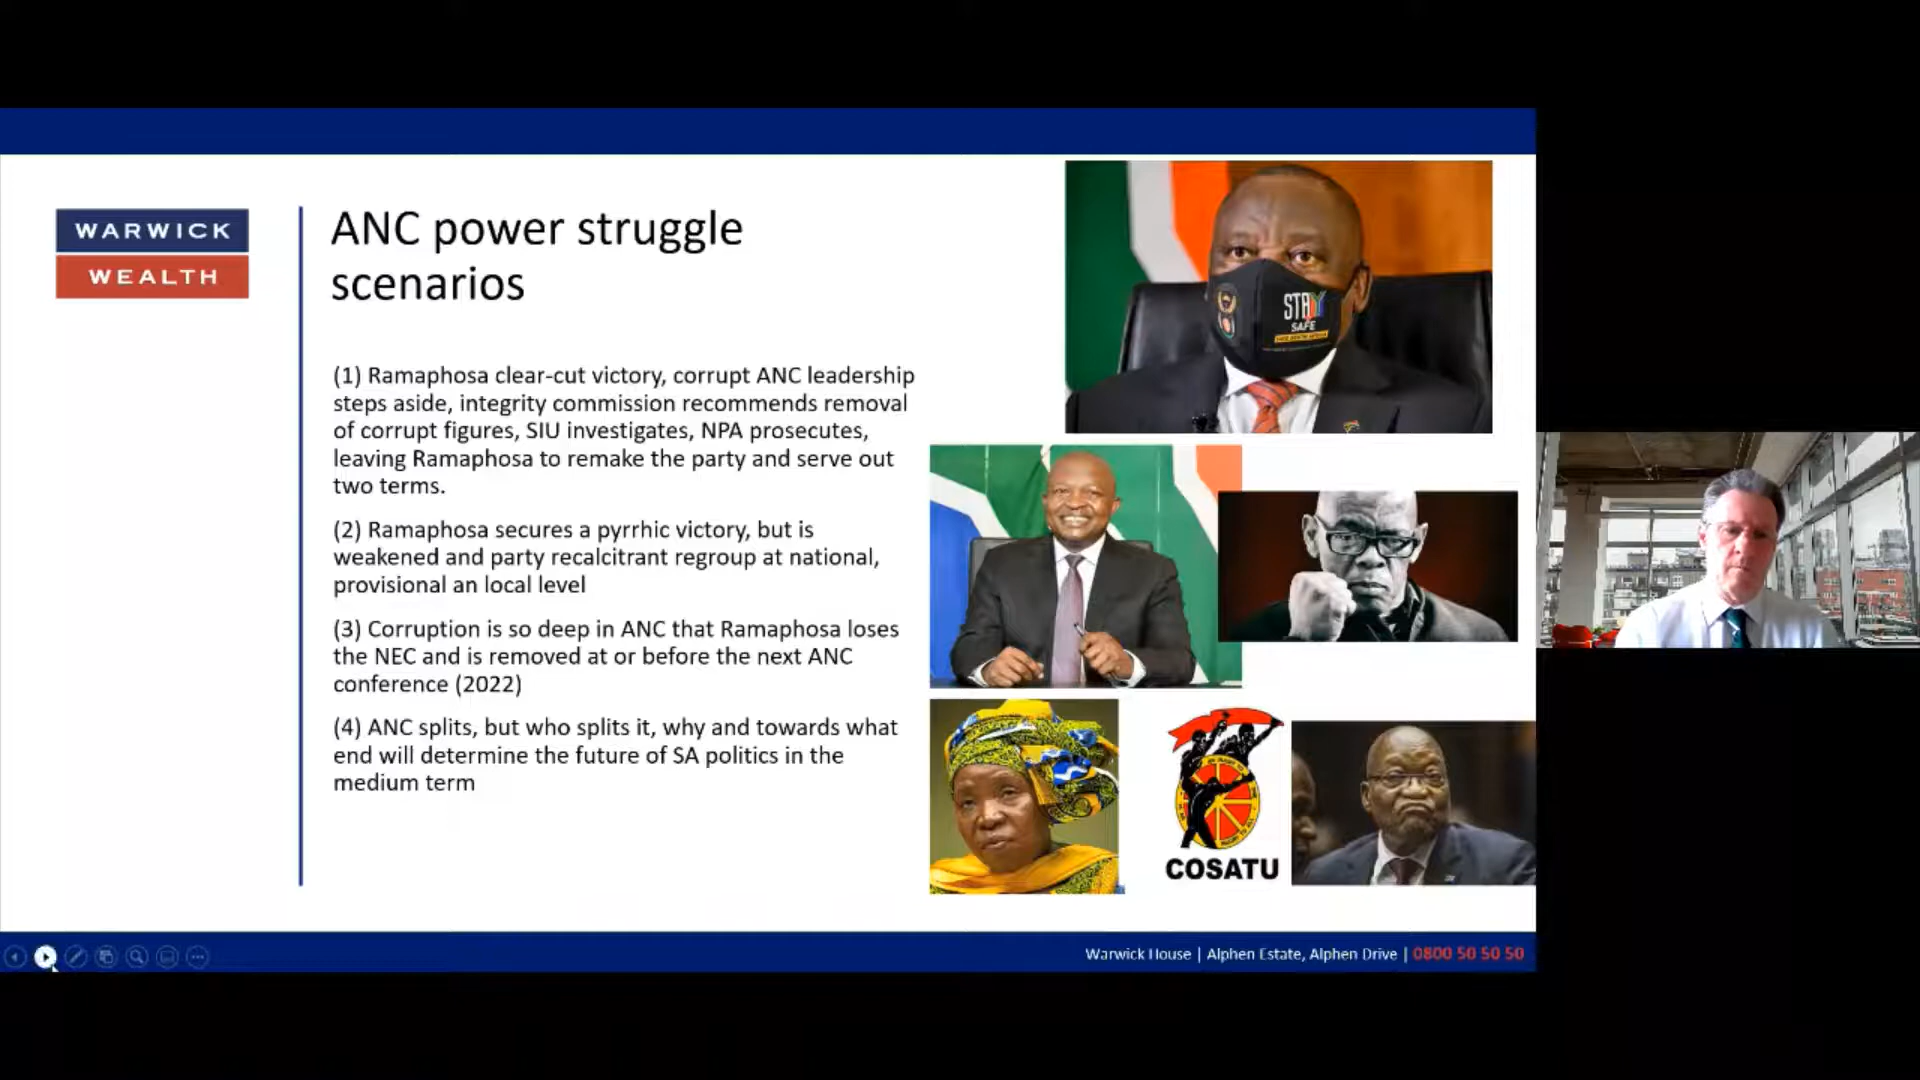 WARWICK
WEALTH
ANC power struggle
scenarios
(1) Ramaphosa clear-cut victory, corrupt ANC leadership
steps aside, integrity commission recommends removal
of corrupt figures, SIU investigates, NPA prosecutes,
leaving Ramaphosa to remake the party and serve out
two terms.
(2) Ramaphosa secures a pyrrhic victory, but is
weakened and party recalcitrant regroup at national,
provisional an local level
(3) Corruption is so deep in ANC that Ramaphosa loses
the NEC and is removed at or before the next ANC
conference (2022)
(4) ANC splits, but who splits it, why and towards what
end will determine the future of SA politics in the
medium term
STAY
SAFE
COSATU
Warwick House | Alphen Estate, Alphen Drive | 0800 50 50 50